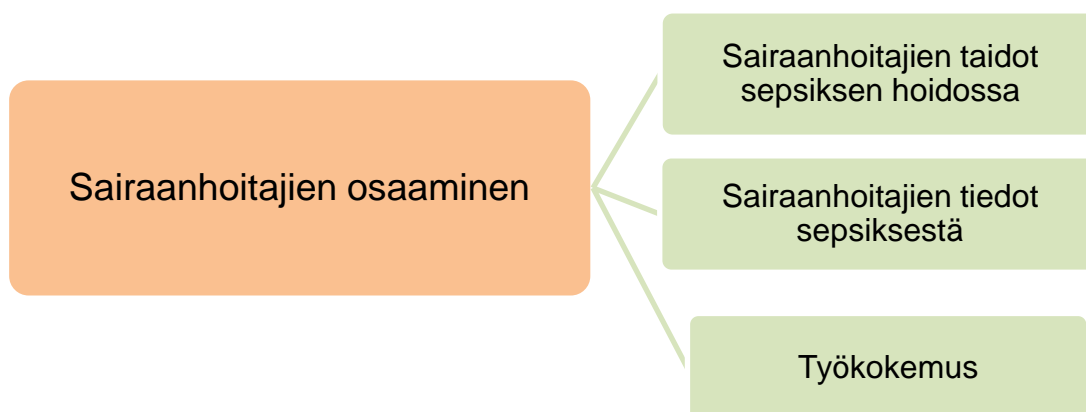 Sairaanhoitajien taidot
sepsiksen hoidossa
Sairaanhoitajien osaaminen
Sairaanhoitajien tiedot
sepsiksestä
Työkokemus